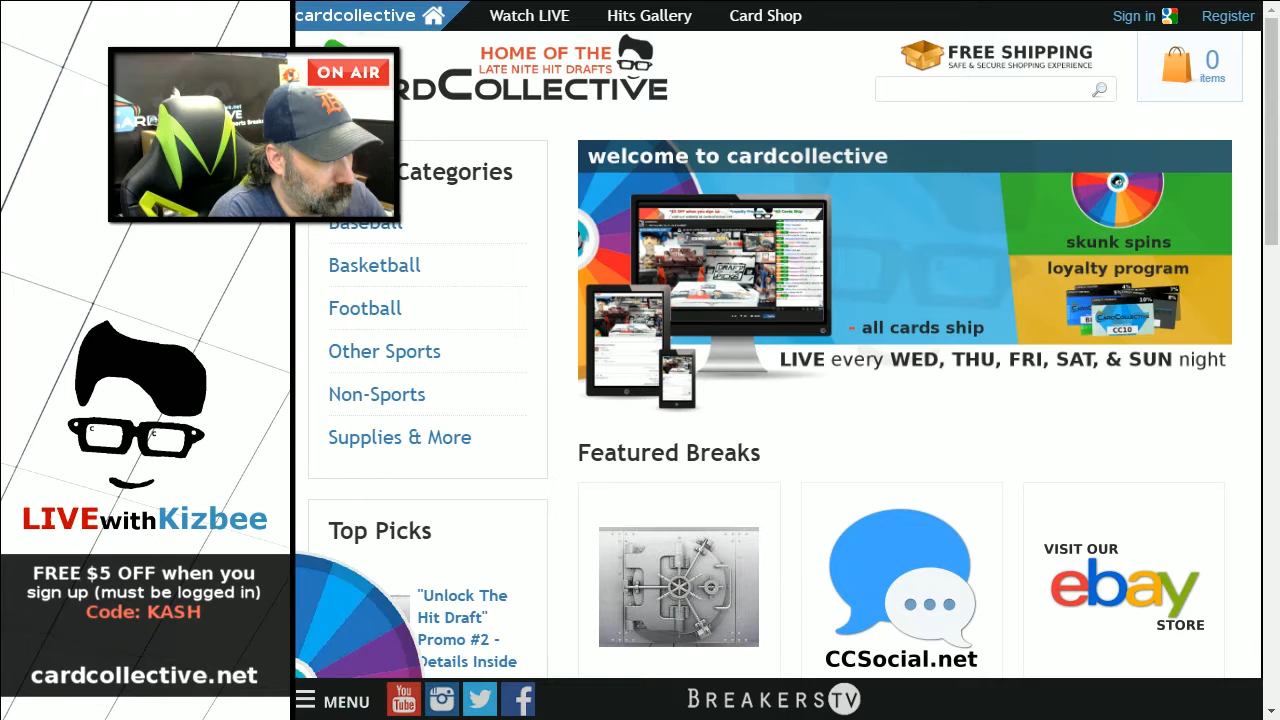 cardcollective
Watch LIVE
Hits Gallery
Card Shop
Sign in
Register
HOME OF THE
LATE NITE HIT DRAFTS
CARDCOLLECTIVE
FREE SHIPPING
SAFE & SECURE SHOPPING EXPERIENCE
0
items
ON AIR
Categories
Baseball
Basketball
Football
Other Sports
Non-Sports
Supplies & More
welcome to cardcollective
skunk spins
loyalty program
- all cards ship
LIVE every WED, THU, FRI, SAT, & SUN night
Featured Breaks
Top Picks
"Unlock The
Hit Draft"
Promo #2 -
Details Inside
CCSocial.net
VISIT OUR
ebay
STORE
LIVEwithKizbee
FREE $5 OFF when you
sign up (must be logged in)
Code: KASH
cardcollective.net
MENU
You
Tube
BREAKERSTV